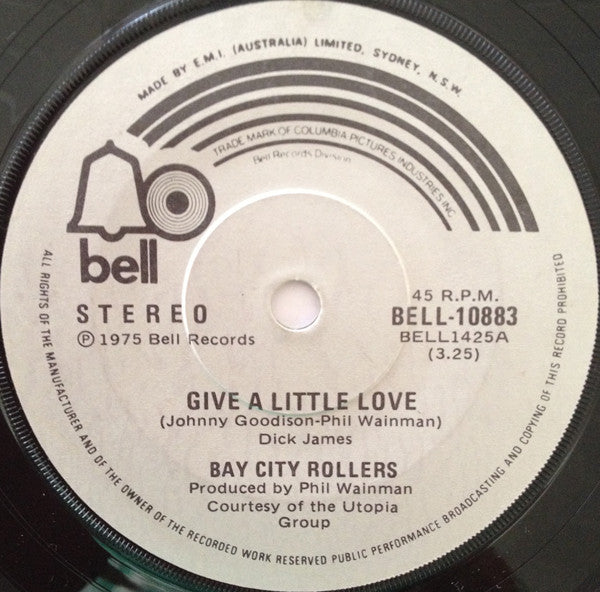 MADE BY E.M.I. (AUSTRALIA) LIMITED, SYDNEY, N.S.W.
TRADE MARK OF COLUMBIA PICTURES INDUSTRIES INC.
Bell Records Division
bell
STEREO
Ⓟ 1975 Bell Records
45 R.P.M.
BELL-10883
BELL1425A
(3.25)
GIVE A LITTLE LOVE
(Johnny Goodison-Phil Wainman)
Dick James
BAY CITY ROLLERS
Produced by Phil Wainman
Courtesy of the Utopia
Group
ALL RIGHTS OF THE MANUFACTURER AND OF THE OWNER OF THE RECORDED WORK RESERVED PUBLIC PERFORMANCE BROADCASTING AND COPYING OF THIS RECORD PROHIBITED